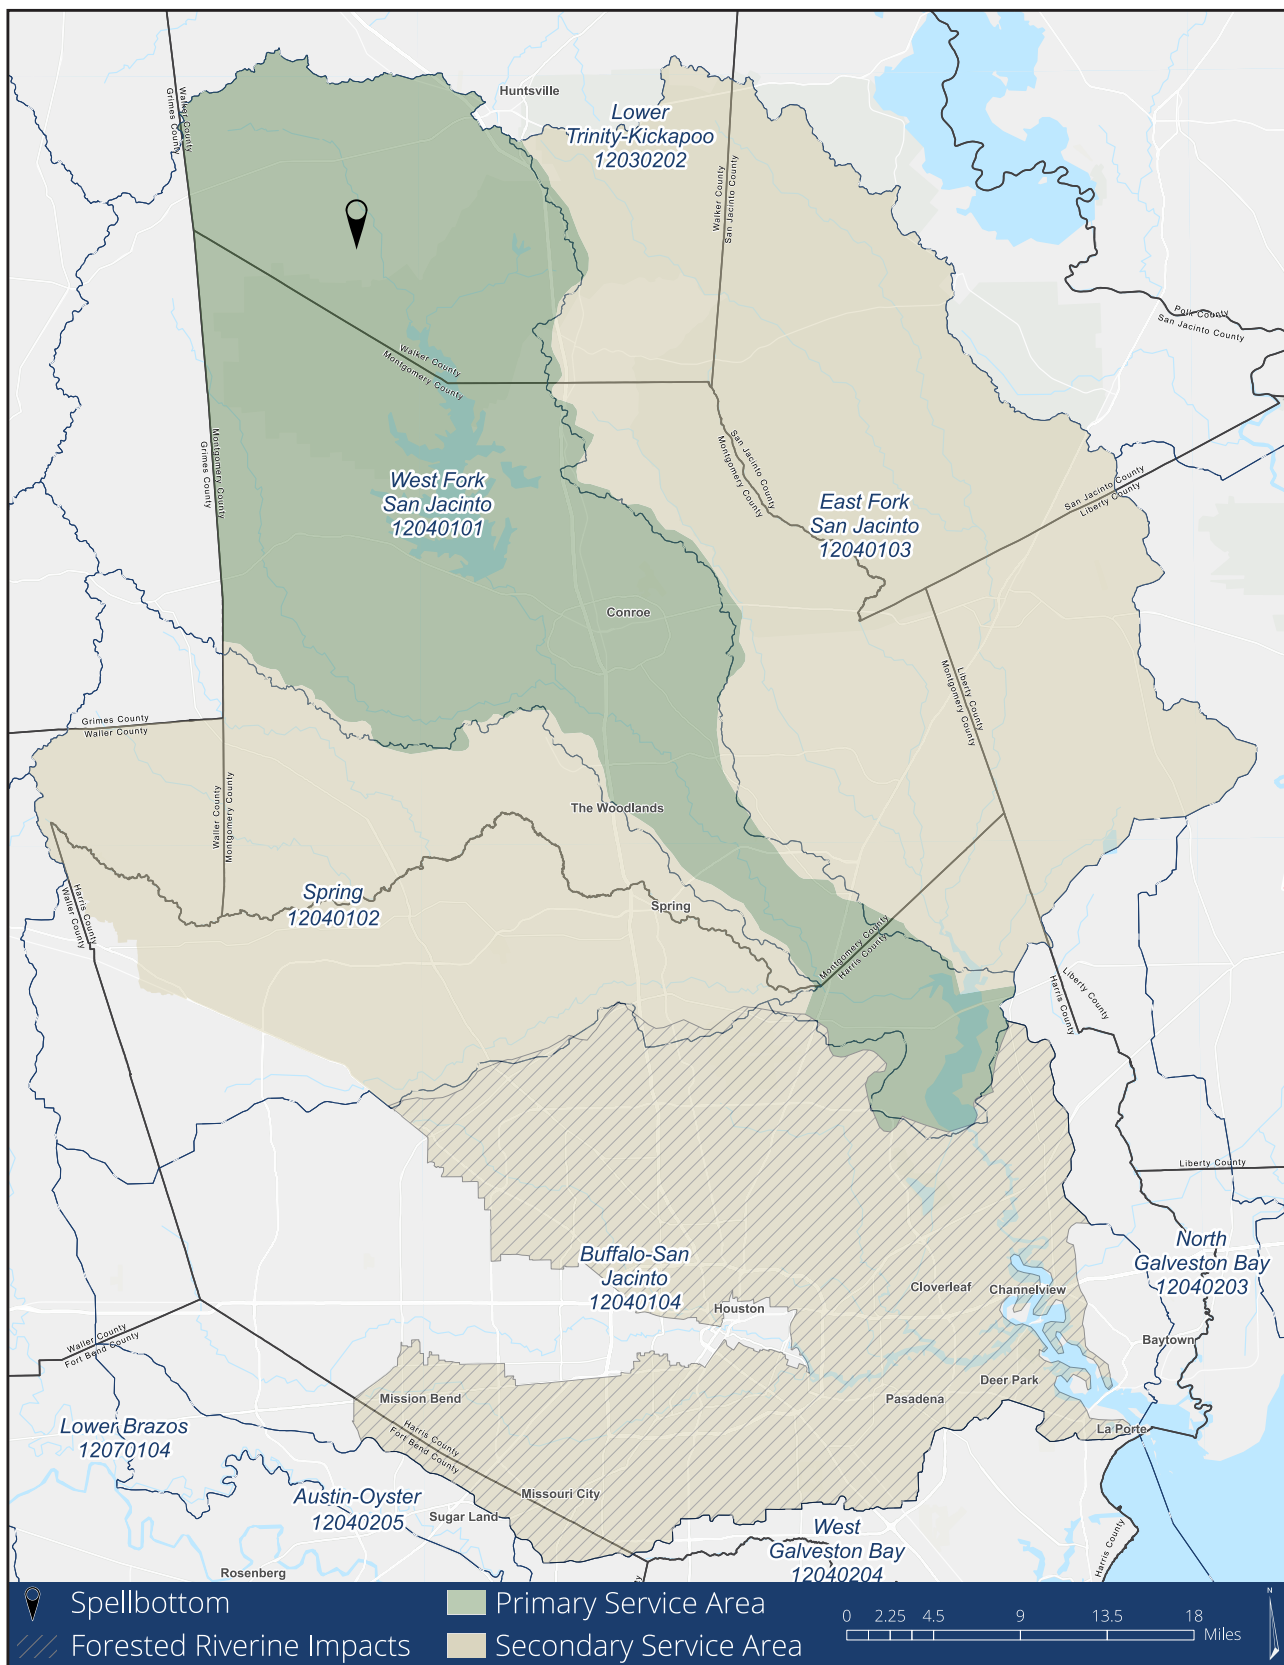 Huntsville
Walker County
Grimes County
Lower
Trinity-Kickapoo
12030202
Walker County
San Jacinto County
Polk County
San Jacinto County
Walker County
Montgomery County
Montgomery County
Grimes County
San Jacinto County
Montgomery County
West Fork
San Jacinto
12040101
East Fork
San Jacinto
12040103
San Jacinto County
Liberty County
Conroe
Liberty County
Montgomery County
Grimes County
Waller County
Waller County
Montgomery County
The Woodlands
Spring
12040102
Harris County
Waller County
Spring
Montgomery County
Harris County
Liberty County
Harris County
Liberty County
North
Galveston Bay
12040203
Buffalo-San
Jacinto
12040104
Cloverleaf
Channelview
Houston
Baytown
Waller County
Fort Bend County
Deer Park
Mission Bend
Pasadena
Lower Brazos
12070104
Harris County
Fort Bend County
La Porte
Austin-Oyster
12040205
Missouri City
Sugar Land
West
Galveston Bay
12040204
Harris County
Rosenberg
Spellbottom
Forested Riverine Impacts
Primary Service Area
Secondary Service Area
0 2.25 4.5 9 13.5 18
Miles
N